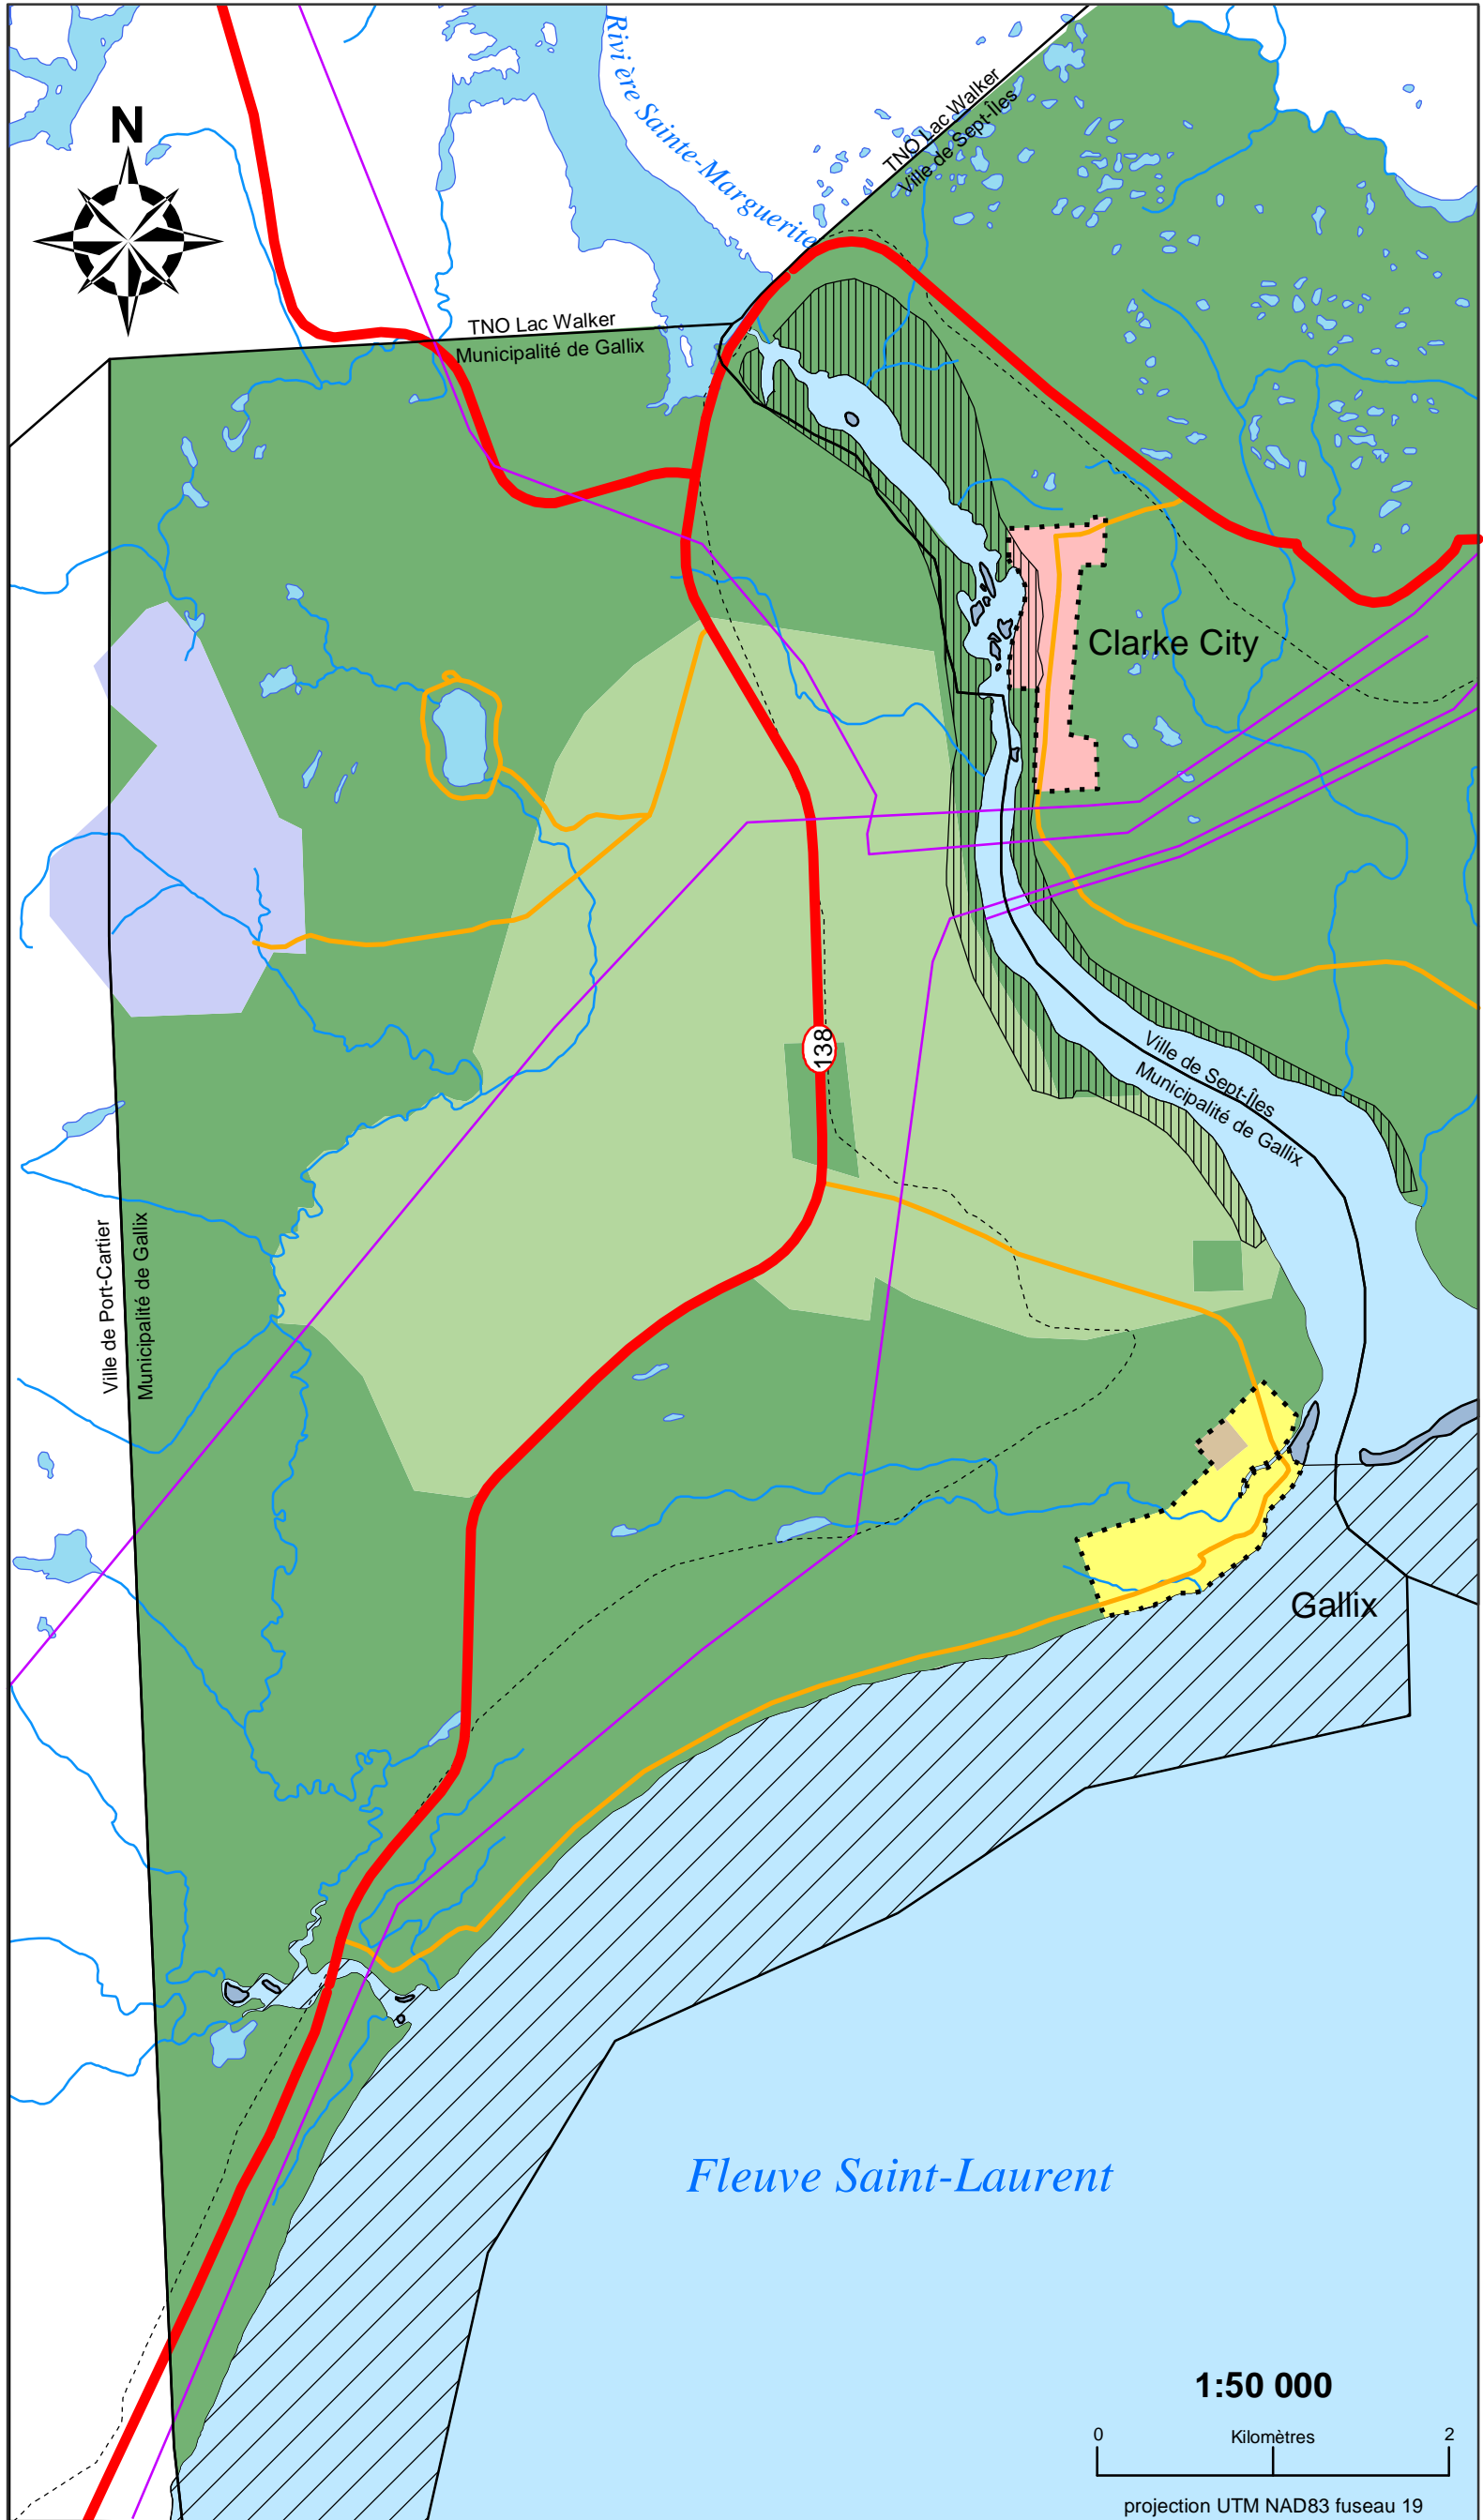 Rivière Sainte-Marguerite
TNO Lac Walker
Ville de Sept-Îles
N
TNO Lac Walker
Municipalité de Gallix
Clarke City
138
Ville de Sept-Îles
Municipalité de Gallix
Ville de Port-Cartier
Municipalité de Gallix
Gallix
Fleuve Saint-Laurent
1:50 000
0 Kilomètres 2
projection UTM NAD83 fuseau 19